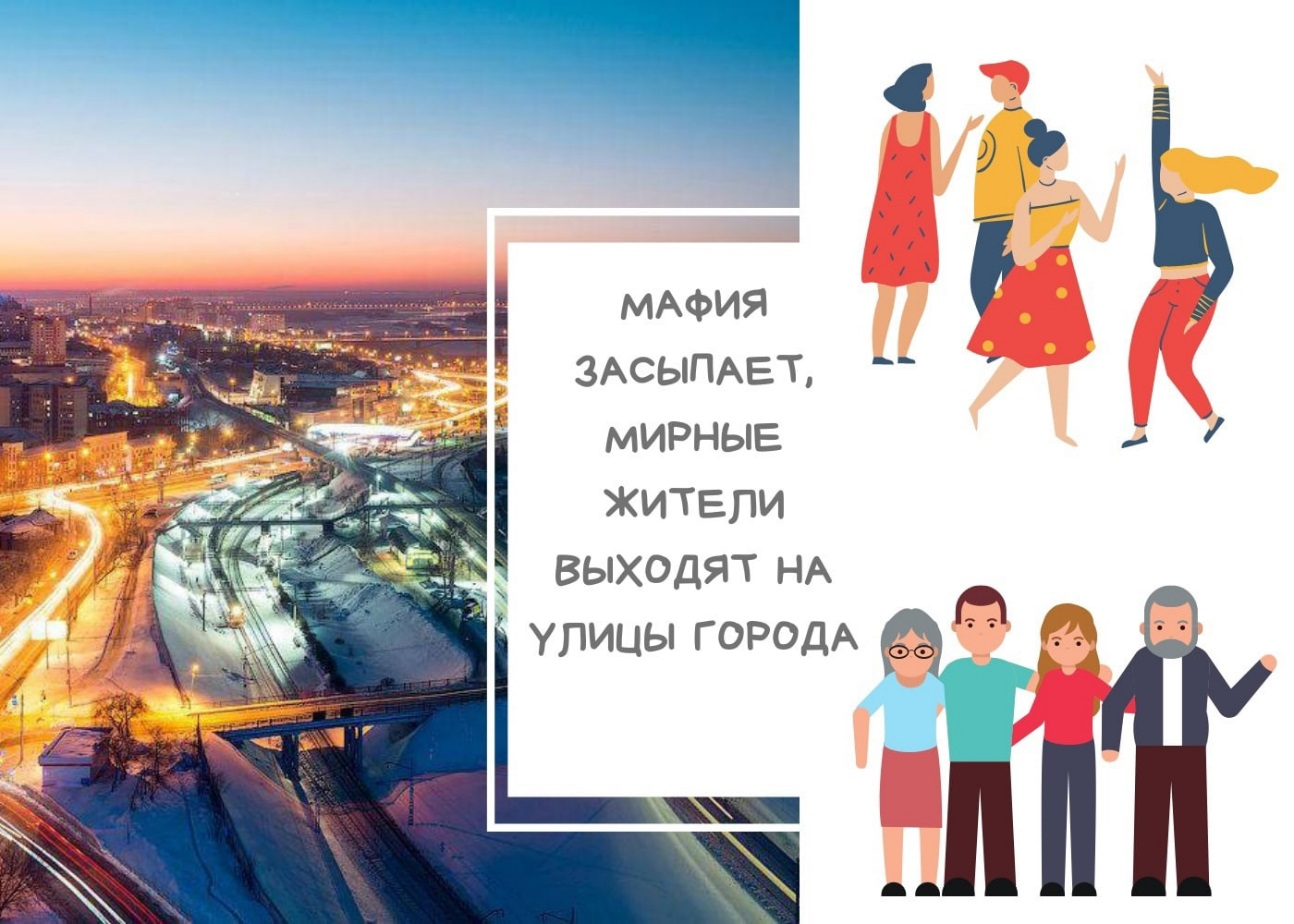 МАФИЯ
ЗАСЫПАЕТ,
МИРНЫЕ
ЖИТЕЛИ
ВЫХОДЯТ НА
УЛИЦЫ ГОРОДА